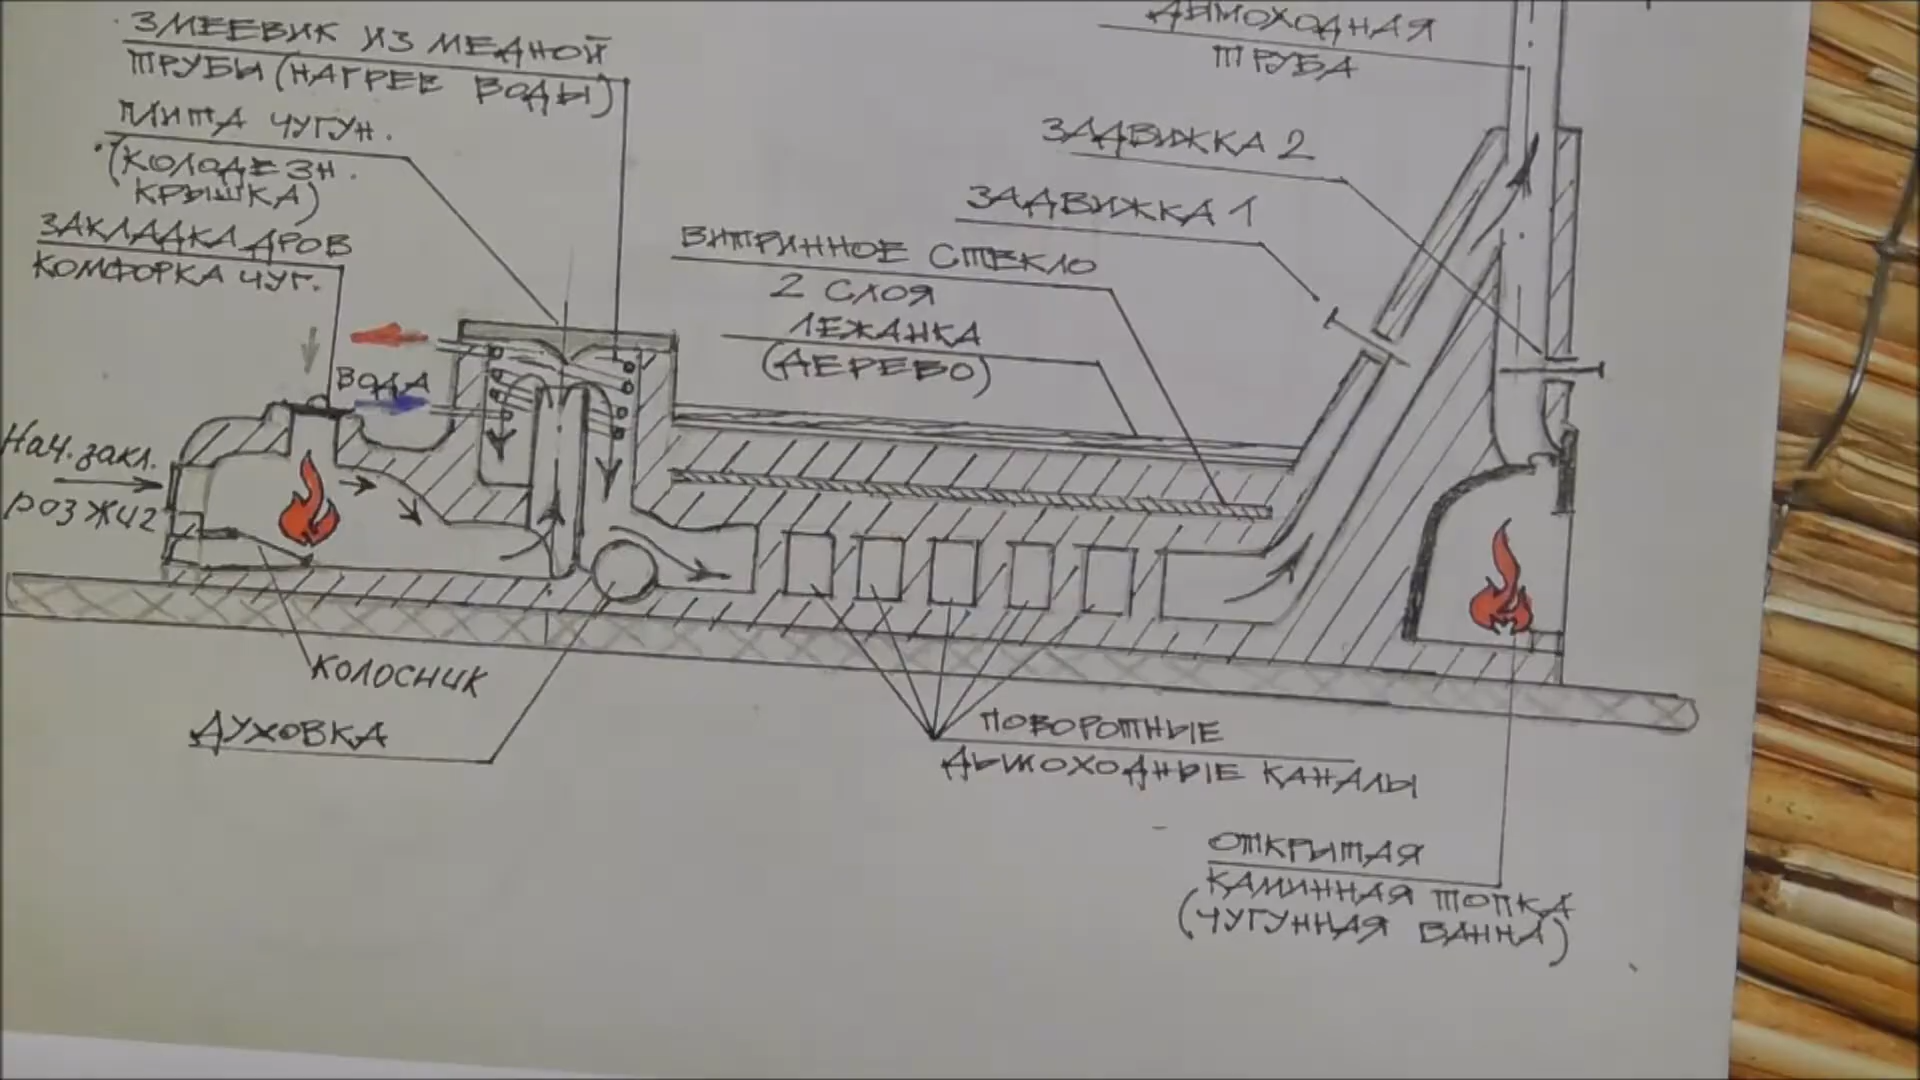 ЗМЕЕВИК ИЗ МЕДНОЙ
ТРУБЫ (НАГРЕВ ВОДЫ)
ПЛИТА ЧУГУН.
(КОЛОДЕЗН.
КРЫШКА)
ЗАКЛАДКА ДРОВ
КОМФОРКА ЧУГ.
ВОДА
Нач. закл.
розжиг
ДЫМОХОДНАЯ
ТРУБА
ЗАДВИЖКА 2
ЗАДВИЖКА 1
ВИТРИННОЕ СТЕКЛО
2 СЛОЯ
ЛЕЖАНКА
(ДЕРЕВО)
КОЛОСНИК
ДУХОВКА
ПОВОРОТНЫЕ
ДЫМОХОДНЫЕ КАНАЛЫ
ОТКРЫТАЯ
КАМИННАЯ ТОПКА
(ЧУГУННАЯ ВАННА)